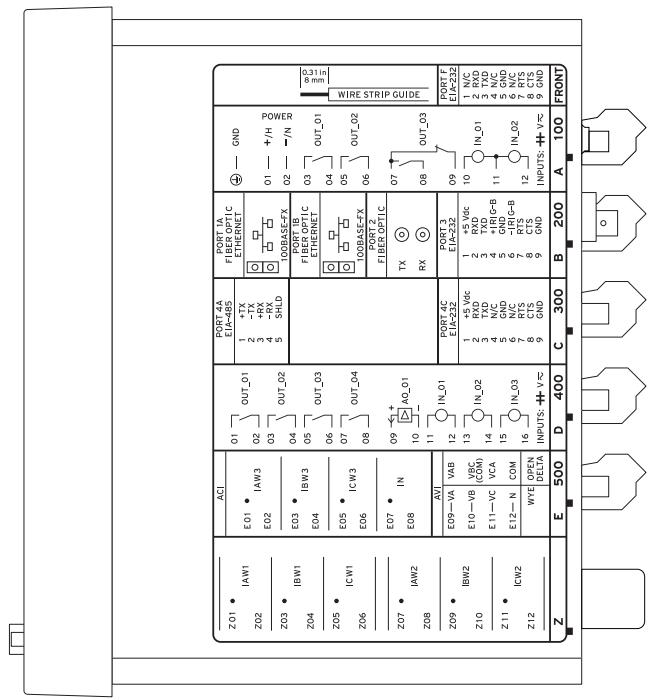 0.31 in
8 mm
WIRE STRIP GUIDE
PORT F
EIA-232
1 N/C
2 RXD
3 TXD
4 N/C
5 GND
6 N/C
7 RTS
8 CTS
9 GND
FRONT
GND
POWER
01 +/H
02 −/N
03
04
OUT_01
05
06
OUT_02
07
08
09
OUT_03
10
11
12
IN_01
IN_02
INPUTS: V
A 100
PORT 1A
FIBER OPTIC
ETHERNET
100BASE-FX
PORT 1B
FIBER OPTIC
ETHERNET
100BASE-FX
PORT 2
FIBER OPTIC
TX
RX
PORT 3
EIA-232
1 +5 Vdc
2 RXD
3 TXD
4 +IRIG-B
5 GND
6 −IRIG-B
7 RTS
8 CTS
9 GND
B 200
PORT 4A
EIA-485
1 +TX
2 −TX
3 +RX
4 −RX
5 SHLD
PORT 4C
EIA-232
1 +5 Vdc
2 RXD
3 TXD
4 N/C
5 GND
6 N/C
7 RTS
8 CTS
9 GND
C 300
01
02
OUT_01
03
04
OUT_02
05
06
OUT_03
07
08
OUT_04
09 +
10 −
AO_01
11
12
IN_01
13
14
IN_02
15
16
IN_03
INPUTS: V
D 400
ACI
E01
E02
IAW3
E03
E04
IBW3
E05
E06
ICW3
E07
E08
IN
AVI
E09—VA VAB
E10—VB VBC
(COM)
E11—VC VCA
E12—N COM
WYE OPEN
DELTA
E 500
Z01
Z02
IAW1
Z03
Z04
IBW1
Z05
Z06
ICW1
Z07
Z08
IAW2
Z09
Z10
IBW2
Z11
Z12
ICW2
Z